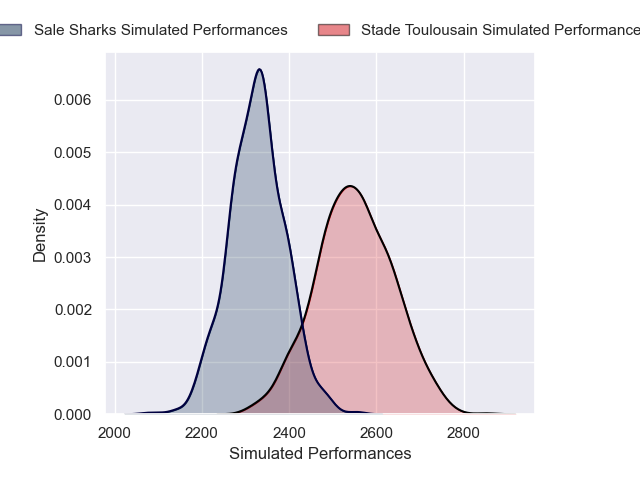 Sale Sharks Simulated Performances
Stade Toulousain Simulated Performance
0.006
0.005
0.004
0.003
0.002
0.001
0.000
Density
2000 2200 2400 2600 2800
Simulated Performances